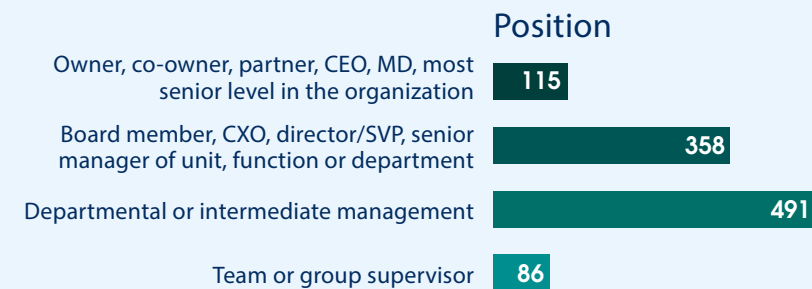 Position
Owner, co-owner, partner, CEO, MD, most
senior level in the organization
115
Board member, CXO, director/SVP, senior
manager of unit, function or department
358
Departmental or intermediate management
491
Team or group supervisor
86